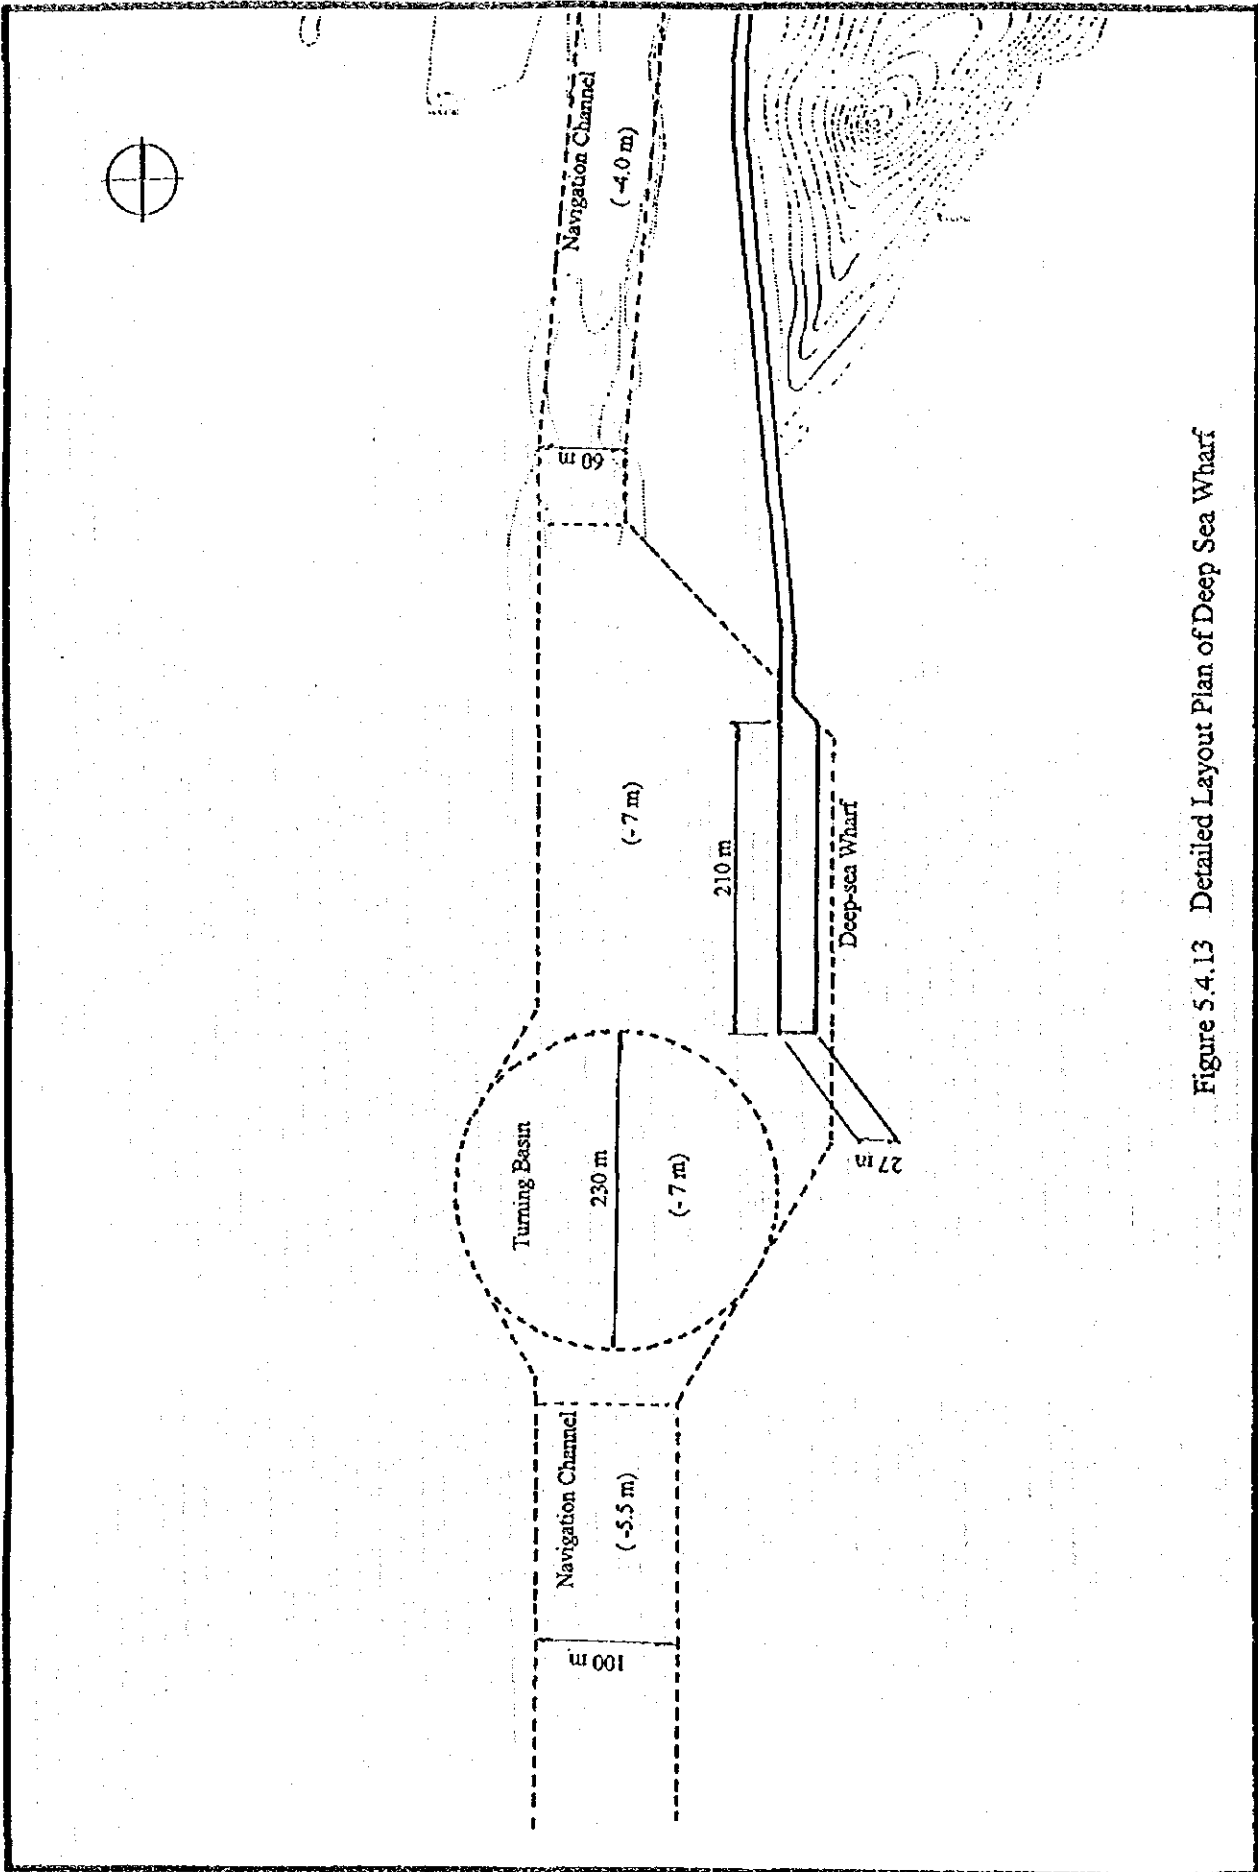 Navigation Channel
(-4.0 m)
60 m
(-7 m)
210 m
Deep-sea Wharf
27 m
Turning Basin
230 m
(-7 m)
Navigation Channel
(-5.5 m)
100 m
Figure 5.4.13 Detailed Layout Plan of Deep Sea Wharf